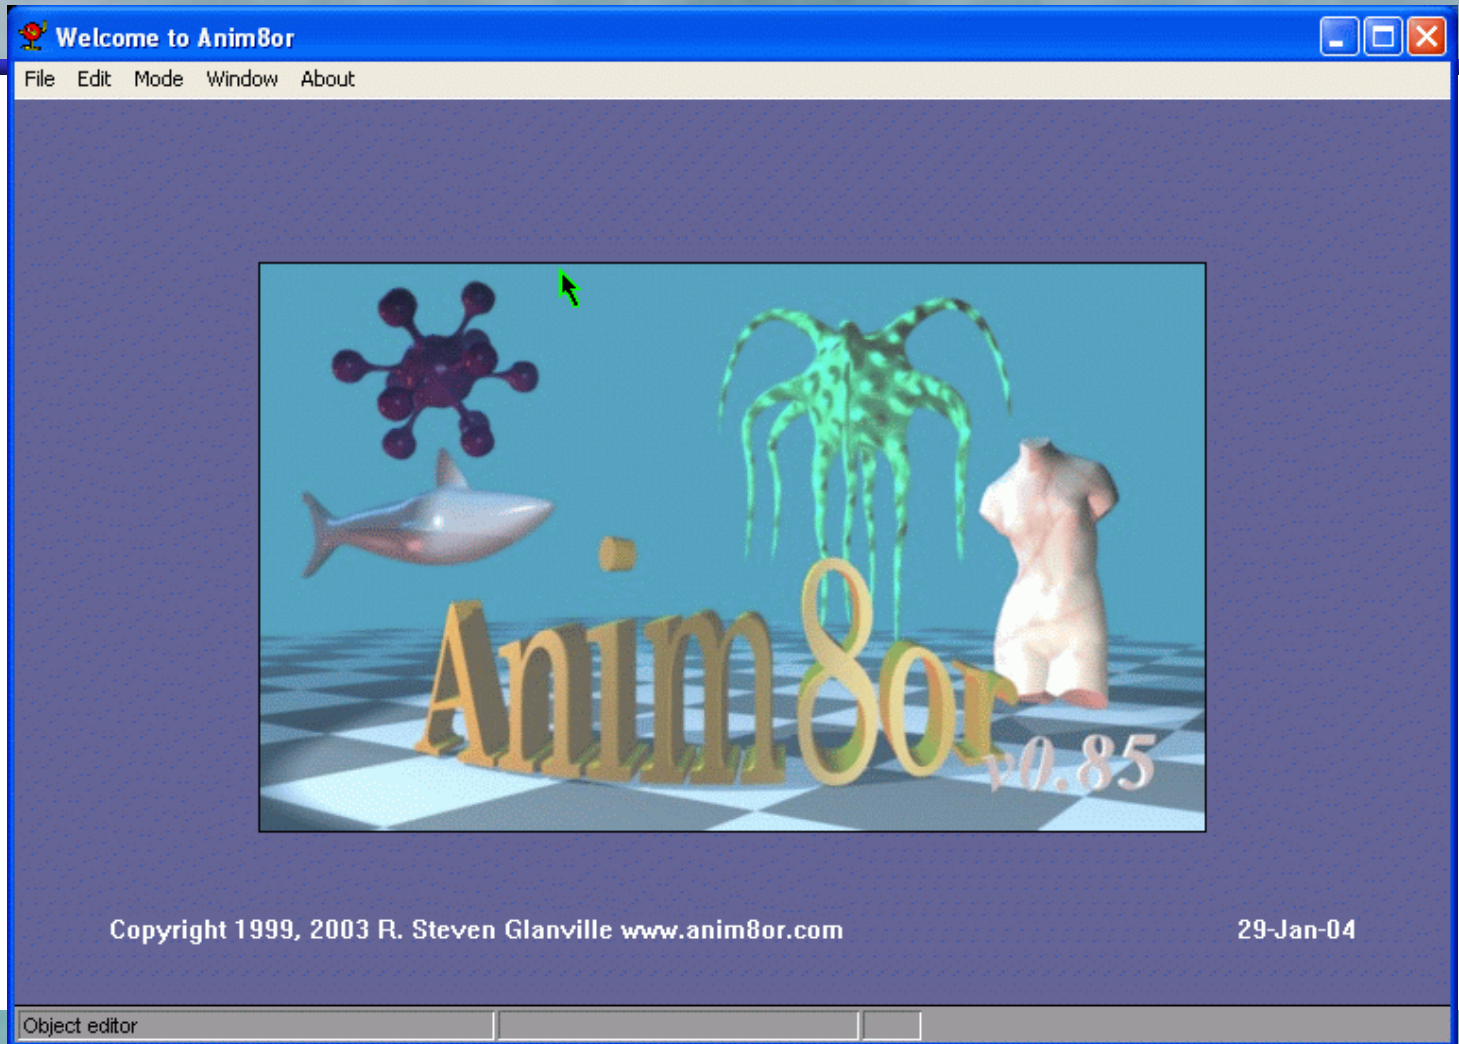 Welcome to Anim8or
File Edit Mode Window About
Anim8or
v0.85
Copyright 1999, 2003 R. Steven Glanville www.anim8or.com
29-Jan-04
Object editor